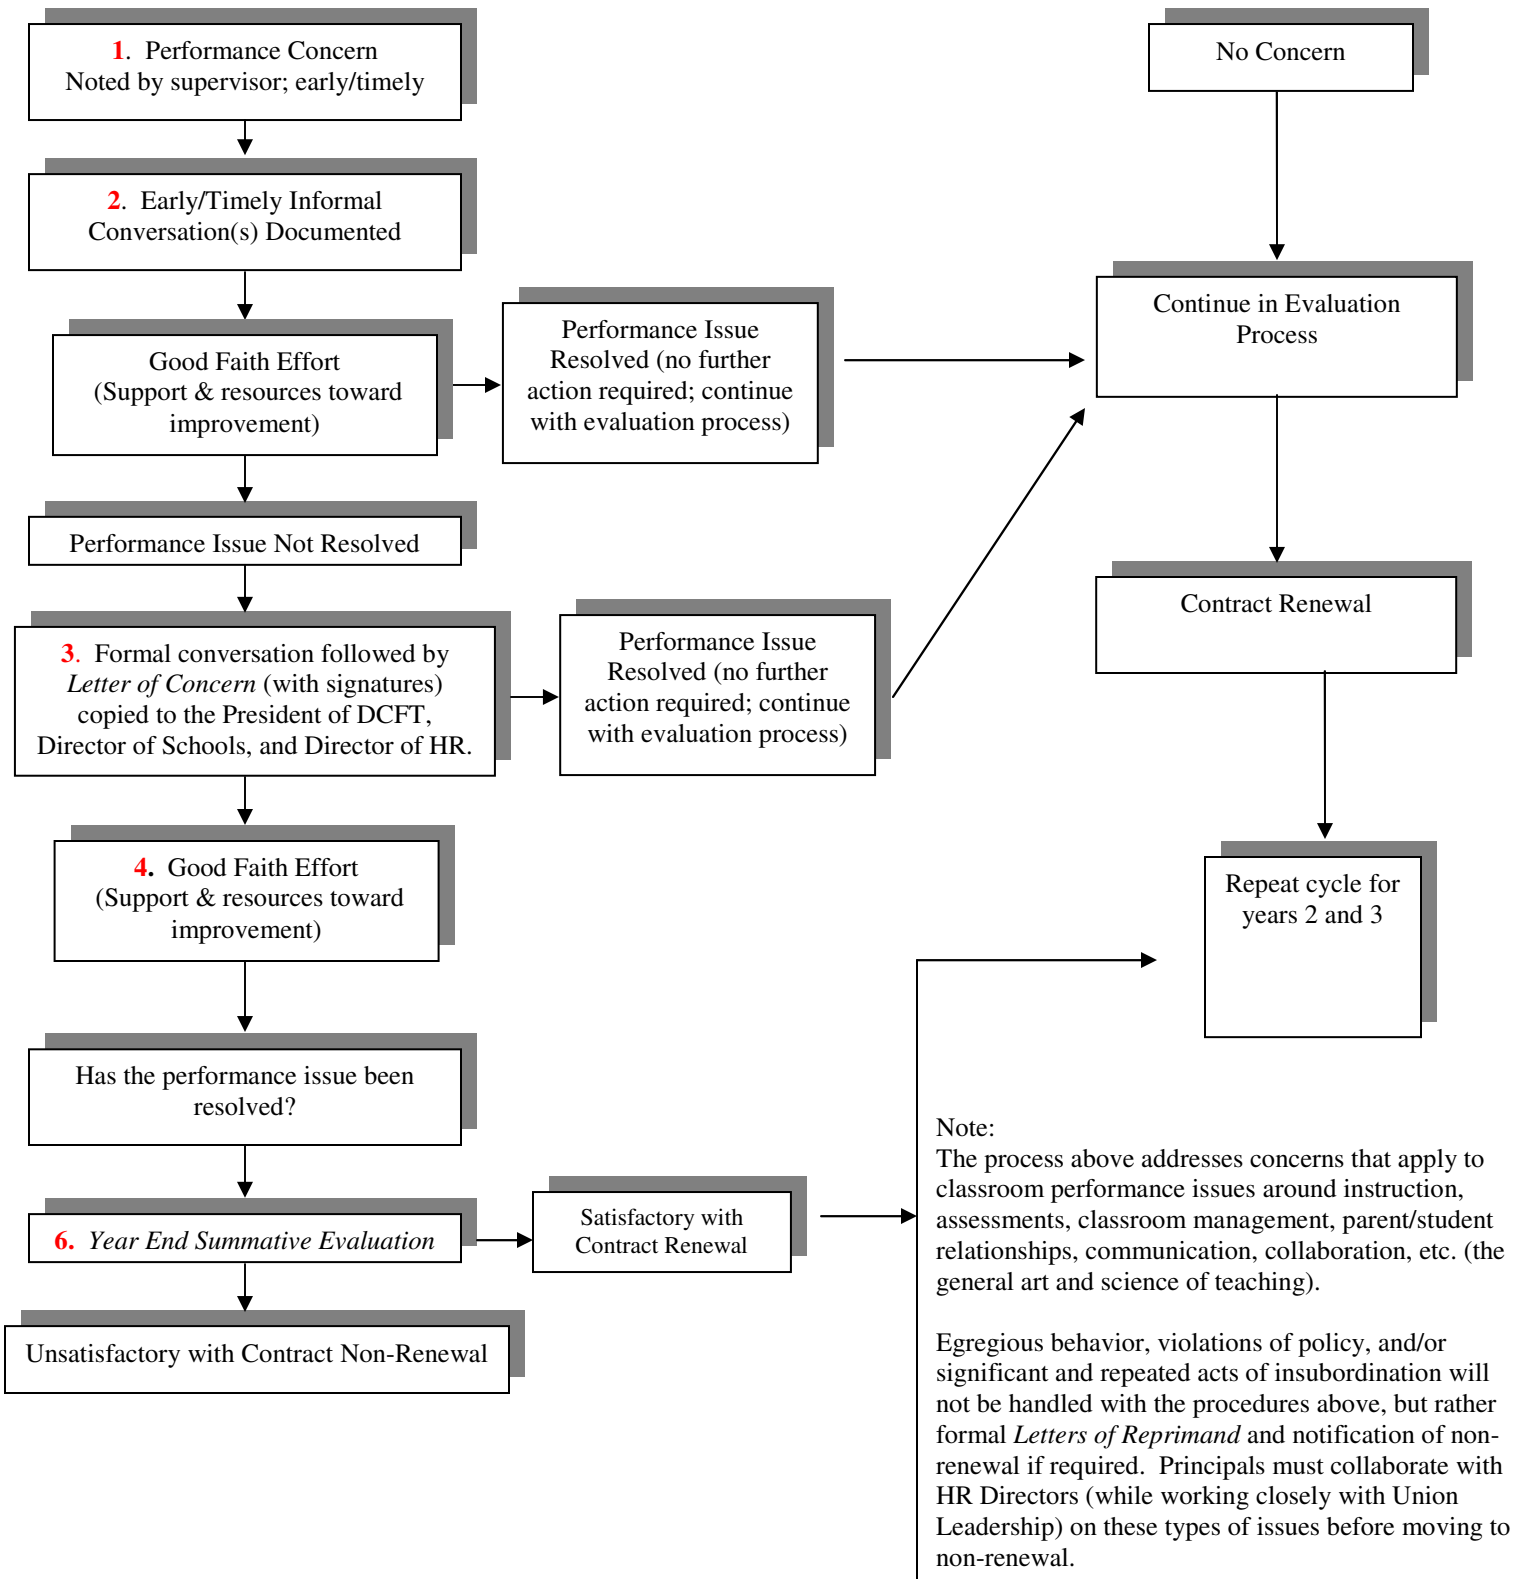 1. Performance Concern
Noted by supervisor; early/timely
No Concern
2. Early/Timely Informal
Conversation(s) Documented
Good Faith Effort
(Support & resources toward
improvement)
Performance Issue
Resolved (no further
action required; continue
with evaluation process)
Continue in Evaluation
Process
Performance Issue Not Resolved
3. Formal conversation followed by
Letter of Concern (with signatures)
copied to the President of DCFT,
Director of Schools, and Director of HR.
Performance Issue
Resolved (no further
action required; continue
with evaluation process)
Contract Renewal
4. Good Faith Effort
(Support & resources toward
improvement)
Repeat cycle for
years 2 and 3
Has the performance issue been
resolved?
6. Year End Summative Evaluation
Satisfactory with
Contract Renewal
Unsatisfactory with Contract Non-Renewal
Note:
The process above addresses concerns that apply to
classroom performance issues around instruction,
assessments, classroom management, parent/student
relationships, communication, collaboration, etc. (the
general art and science of teaching).
Egregious behavior, violations of policy, and/or
significant and repeated acts of insubordination will
not be handled with the procedures above, but rather
formal Letters of Reprimand and notification of non-
renewal if required. Principals must collaborate with
HR Directors (while working closely with Union
Leadership) on these types of issues before moving to
non-renewal.